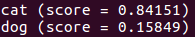 cat (score = 0.84151)
dog (score = 0.15849)